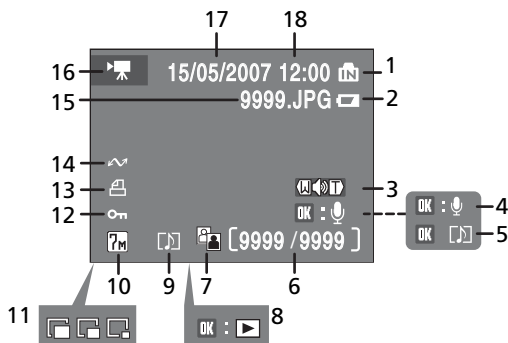 17 18
16 15/05/2007 12:00 IN 1
15 9999.JPG 2
14
13 W T 3
12 OK : OK : 4
OK 5
7M [9999/9999]
10 9 7 6
11 OK : 8